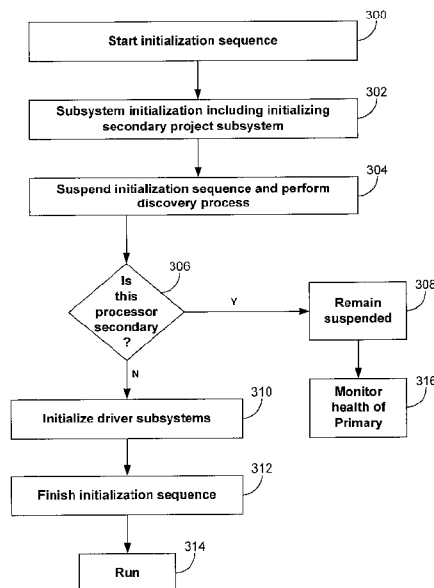 300
Start initialization sequence
302
Subsystem initialization including initializing
secondary project subsystem
304
Suspend initialization sequence and perform
discovery process
306
Is
this
processor
secondary
?
Y
308
Remain
suspended
N
310
Initialize driver subsystems
316
Monitor
health of
Primary
312
Finish initialization sequence
314
Run